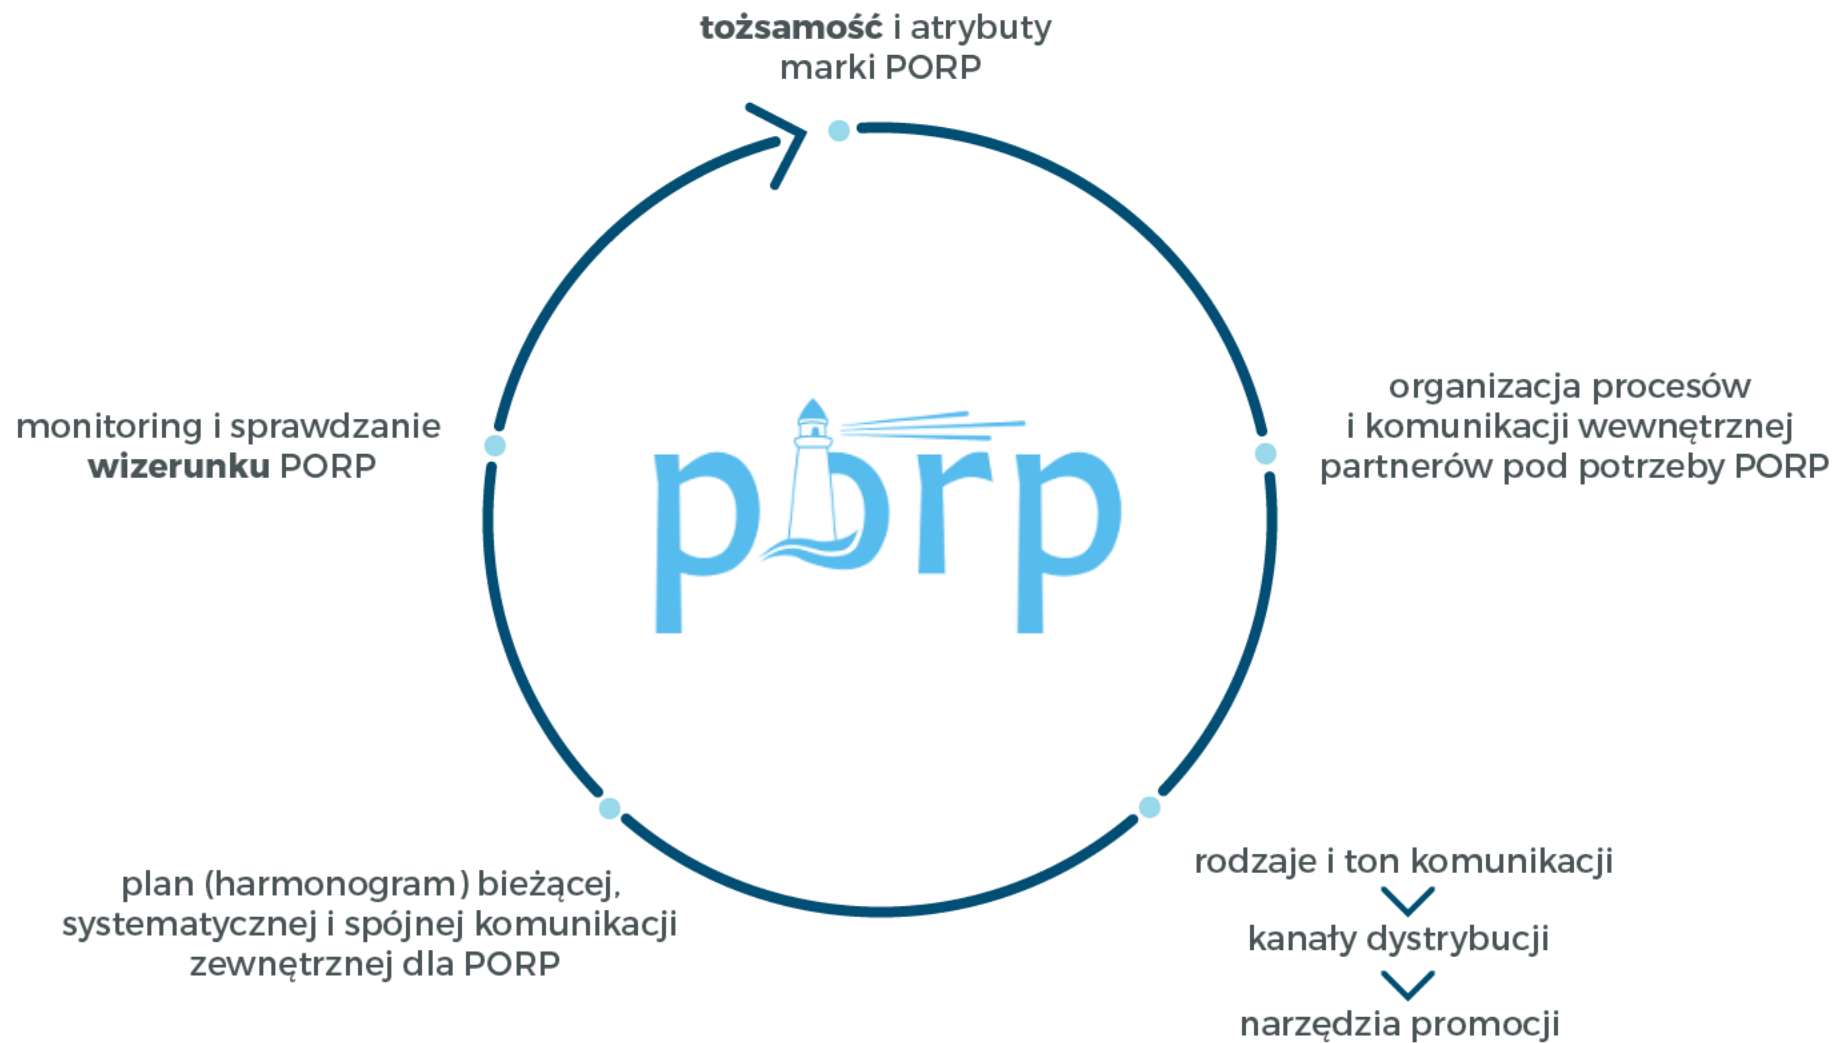 tożsamość i atrybuty
marki PORP
organizacja procesów
i komunikacji wewnętrznej
partnerów pod potrzeby PORP
rodzaje i ton komunikacji
kanały dystrybucji
narzędzia promocji
plan (harmonogram) bieżącej,
systematycznej i spójnej komunikacji
zewnętrznej dla PORP
monitoring i sprawdzanie
wizerunku PORP
porp